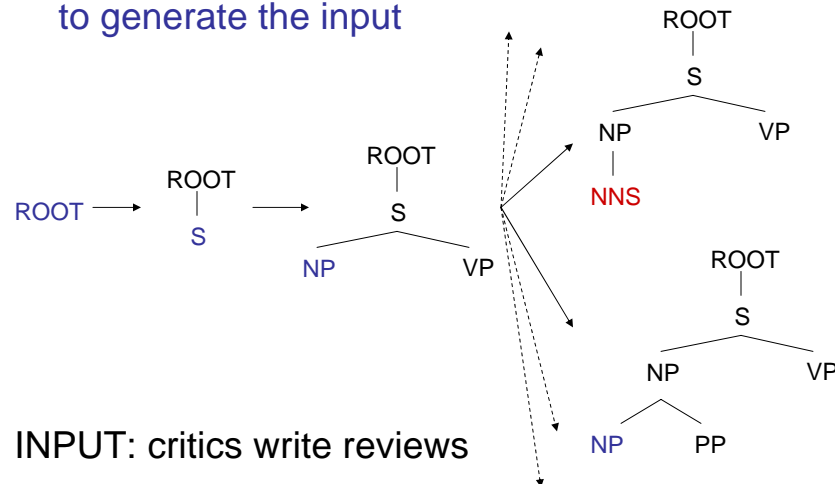 to generate the input
ROOT
S
NP VP
NNS
ROOT
S
NP VP
ROOT
S
ROOT
ROOT
S
NP VP
NP PP
INPUT: critics write reviews